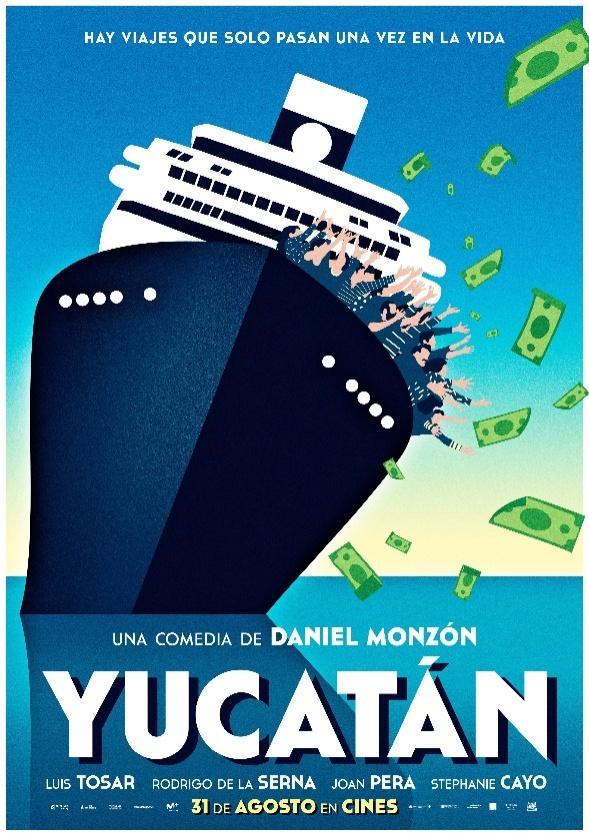 HAY VIAJES QUE SOLO PASAN UNA VEZ EN LA VIDA
UNA COMEDIA DE DANIEL MONZÓN
YUCATÁN
LUIS TOSAR RODRIGO DE LA SERNA JOAN PERA STEPHANIE CAYO
31 DE AGOSTO EN CINES